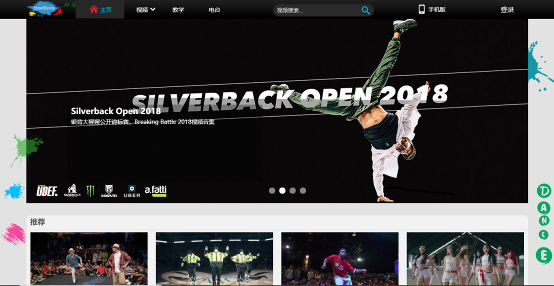 主页 视频 教学 电台 视频搜索... 手机版 登录
SILVERBACK OPEN 2018
Silverback Open 2018
UDEF UBER a.fatti
推荐
DANCE